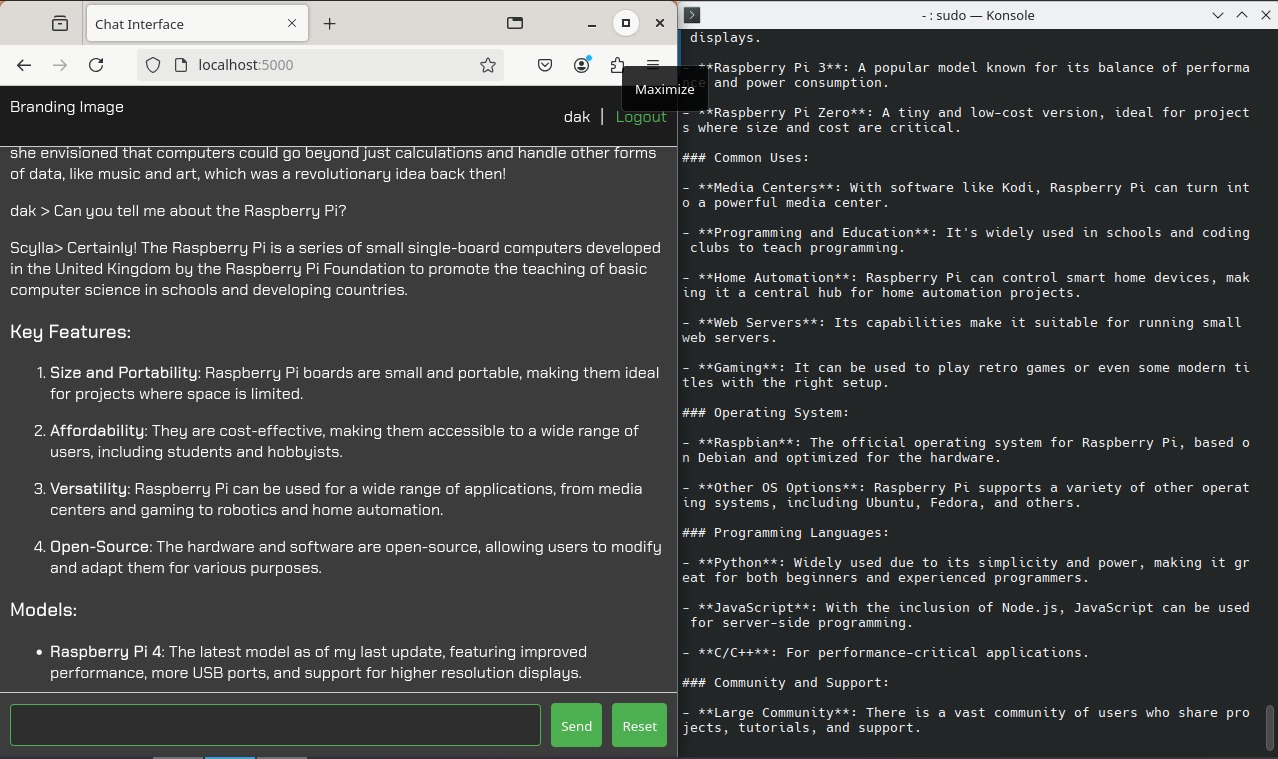 Chat Interface
localhost:5000
Maximize
Branding Image
dak | Logout
she envisioned that computers could go beyond just calculations and handle other forms
of data, like music and art, which was a revolutionary idea back then!
dak > Can you tell me about the Raspberry Pi?
Scylla> Certainly! The Raspberry Pi is a series of small single-board computers developed
in the United Kingdom by the Raspberry Pi Foundation to promote the teaching of basic
computer science in schools and developing countries.
Key Features:
1. Size and Portability: Raspberry Pi boards are small and portable, making them ideal
for projects where space is limited.
2. Affordability: They are cost-effective, making them accessible to a wide range of
users, including students and hobbyists.
3. Versatility: Raspberry Pi can be used for a wide range of applications, from media
centers and gaming to robotics and home automation.
4. Open-Source: The hardware and software are open-source, allowing users to modify
and adapt them for various purposes.
Models:
• Raspberry Pi 4: The latest model as of my last update, featuring improved
performance, more USB ports, and support for higher resolution displays.
Send
Reset
- : sudo — Konsole
displays.
- **Raspberry Pi 3**: A popular model known for its balance of performa
nce and power consumption.
- **Raspberry Pi Zero**: A tiny and low-cost version, ideal for project
s where size and cost are critical.
### Common Uses:
- **Media Centers**: With software like Kodi, Raspberry Pi can turn int
o a powerful media center.
- **Programming and Education**: It's widely used in schools and coding
clubs to teach programming.
- **Home Automation**: Raspberry Pi can control smart home devices, mak
ing it a central hub for home automation projects.
- **Web Servers**: Its capabilities make it suitable for running small
web servers.
- **Gaming**: It can be used to play retro games or even some modern ti
tles with the right setup.
### Operating System:
- **Raspbian**: The official operating system for Raspberry Pi, based o
n Debian and optimized for the hardware.
- **Other OS Options**: Raspberry Pi supports a variety of other operat
ing systems, including Ubuntu, Fedora, and others.
### Programming Languages:
- **Python**: Widely used due to its simplicity and power, making it gr
eat for both beginners and experienced programmers.
- **JavaScript**: With the inclusion of Node.js, JavaScript can be used
for server-side programming.
- **C/C++**: For performance-critical applications.
### Community and Support:
- **Large Community**: There is a vast community of users who share pro
jects, tutorials, and support.